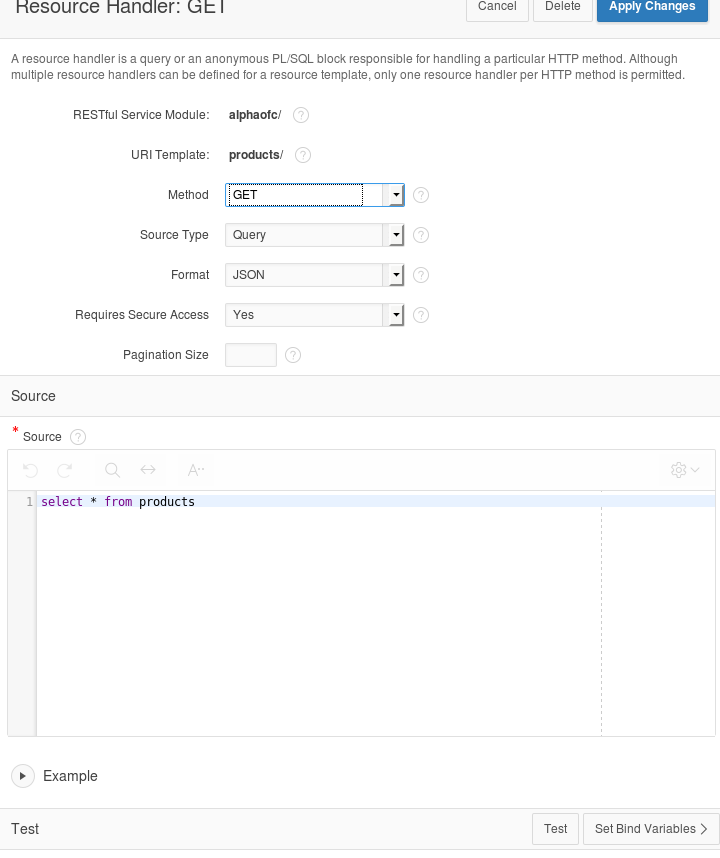 Resource Handler: GET
Cancel
Delete
Apply Changes
A resource handler is a query or an anonymous PL/SQL block responsible for handling a particular HTTP method. Although
multiple resource handlers can be defined for a resource template, only one resource handler per HTTP method is permitted.
RESTful Service Module: alphaofc/ ?
URI Template: products/ ?
Method GET ?
Source Type Query ?
Format JSON ?
Requires Secure Access Yes ?
Pagination Size ?
Source
* Source ?
A
1 select * from products
Example
Test
Test
Set Bind Variables